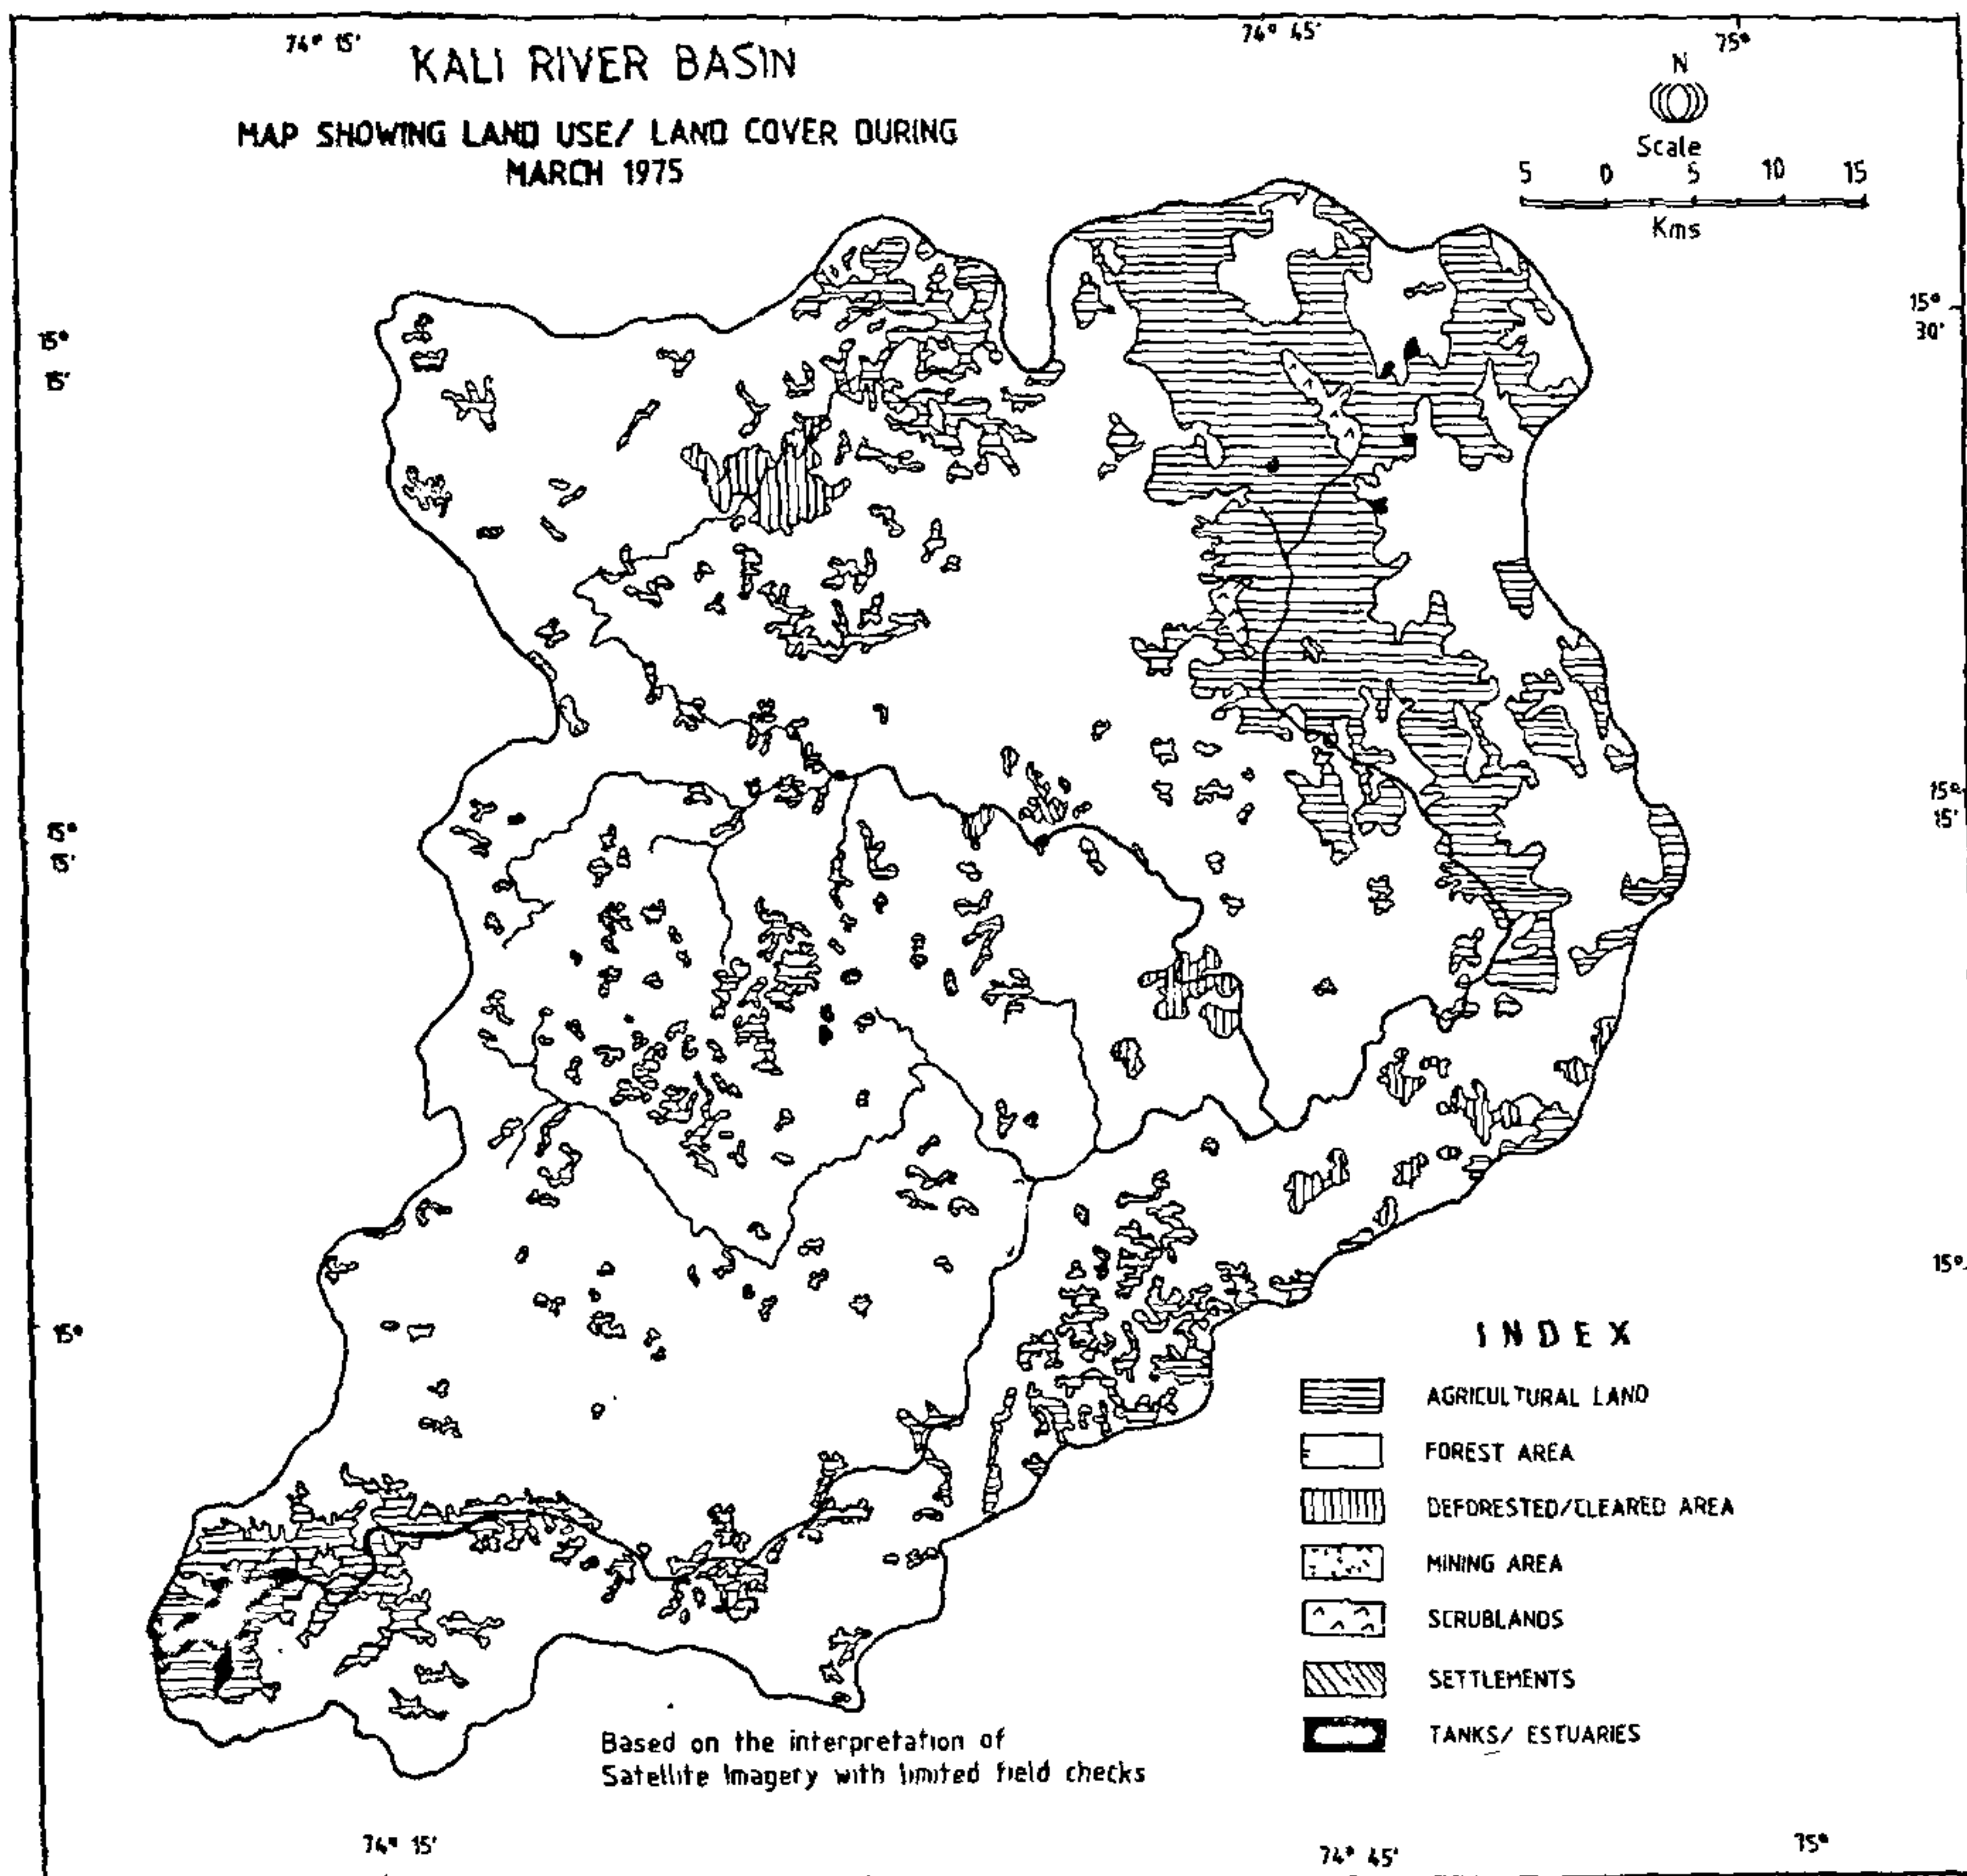 74° 15'
74° 45'
75°
KALI RIVER BASIN
MAP SHOWING LAND USE/ LAND COVER DURING
MARCH 1975
N
Scale
5 0 5 10 15
Kms
15°
30'
15°
15'
15°
15'
15°
15'
15°
15°
INDEX
AGRICULTURAL LAND
FOREST AREA
DEFORESTED/CLEARED AREA
MINING AREA
SCRUBLANDS
SETTLEMENTS
TANKS/ ESTUARIES
Based on the interpretation of
Satellite Imagery with limited field checks
74° 15'
74° 45'
75°